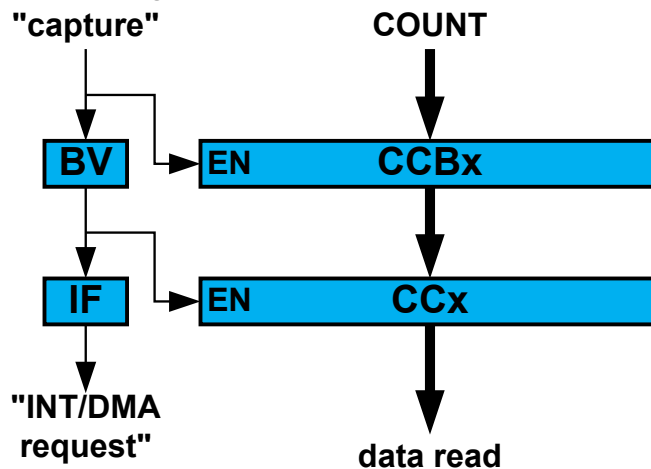 "capture"
COUNT
BV
EN
CCBx
IF
EN
CCx
"INT/DMA
request"
data read